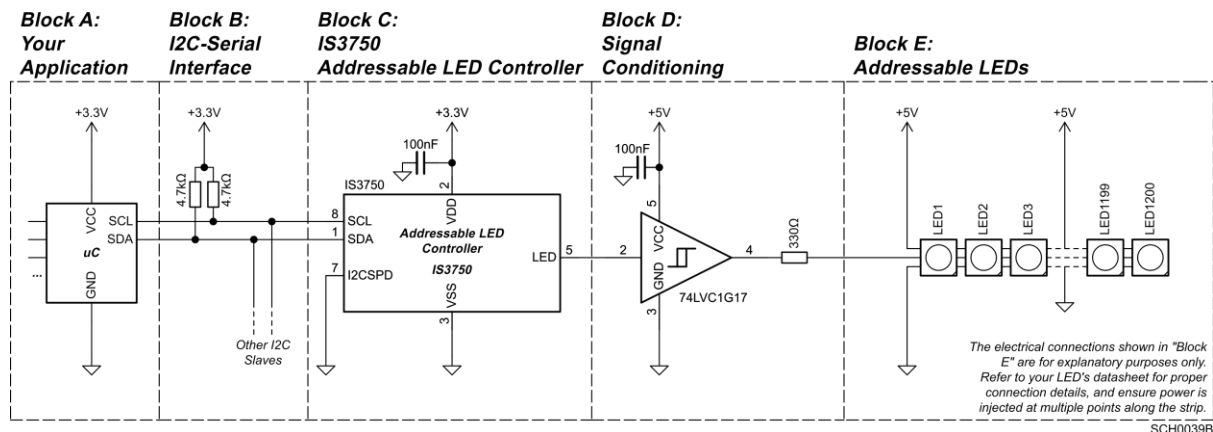 Block A:
Your
Application
Block B:
I2C-Serial
Interface
Block C:
IS3750
Addressable LED Controller
Block D:
Signal
Conditioning
Block E:
Addressable LEDs
+3.3V
VCC
SCL
SDA
uC
GND
...
+3.3V
4.7kΩ
4.7kΩ
Other I2C
Slaves
+3.3V
100nF
IS3750
2
VDD
8
SCL
1
SDA
Addressable LED
Controller
IS3750
7
I2CSPD
LED
5
VSS
3
+5V
100nF
5
VCC
2
4
GND
3
74LVC1G17
330Ω
+5V
+5V
LED1
LED2
LED3
LED1199
LED1200
The electrical connections shown in "Block
E" are for explanatory purposes only.
Refer to your LED's datasheet for proper
connection details, and ensure power is
injected at multiple points along the strip.
SCH0039B